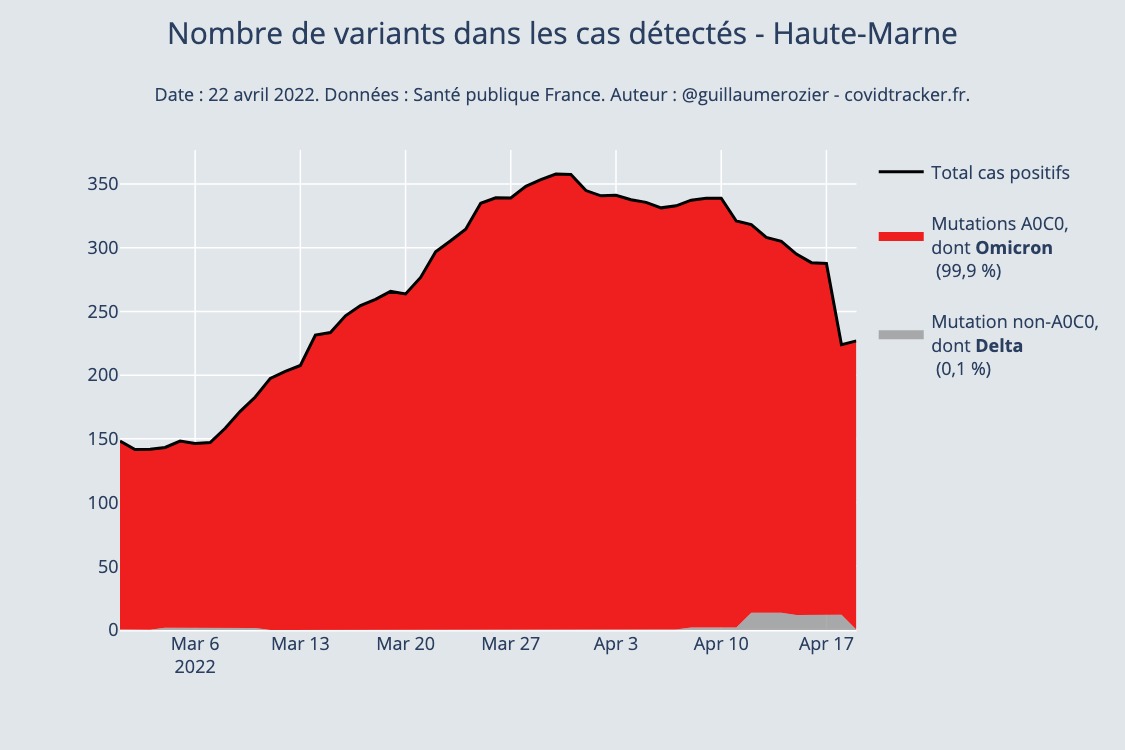 Nombre de variants dans les cas détectés - Haute-Marne
Date : 22 avril 2022. Données : Santé publique France. Auteur : @guillaumerozier - covidtracker.fr.
350
300
250
200
150
100
50
0
Mar 6
2022
Mar 13
Mar 20
Mar 27
Apr 3
Apr 10
Apr 17
Total cas positifs
Mutations A0C0,
dont Omicron
(99,9 %)
Mutation non-A0C0,
dont Delta
(0,1 %)